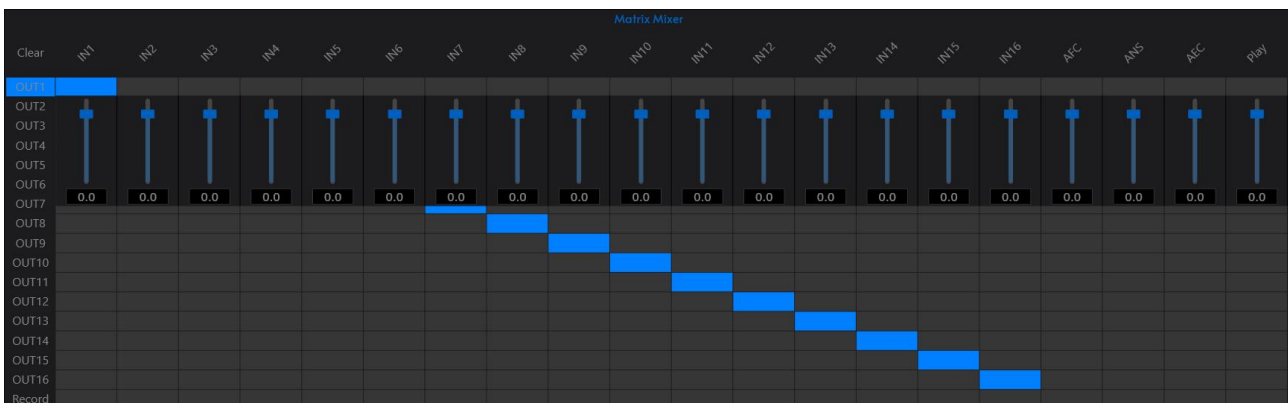 Matrix Mixer
Clear IN1 IN2 IN3 IN4 IN5 IN6 IN7 IN8 IN9 IN10 IN11 IN12 IN13 IN14 IN15 IN16 AFC ANS AEC Play
OUT1
OUT2
OUT3
OUT4
OUT5
OUT6
0.0 0.0 0.0 0.0 0.0 0.0 0.0 0.0 0.0 0.0 0.0 0.0 0.0 0.0 0.0 0.0 0.0 0.0 0.0 0.0
OUT7
OUT8
OUT9
OUT10
OUT11
OUT12
OUT13
OUT14
OUT15
OUT16
Record